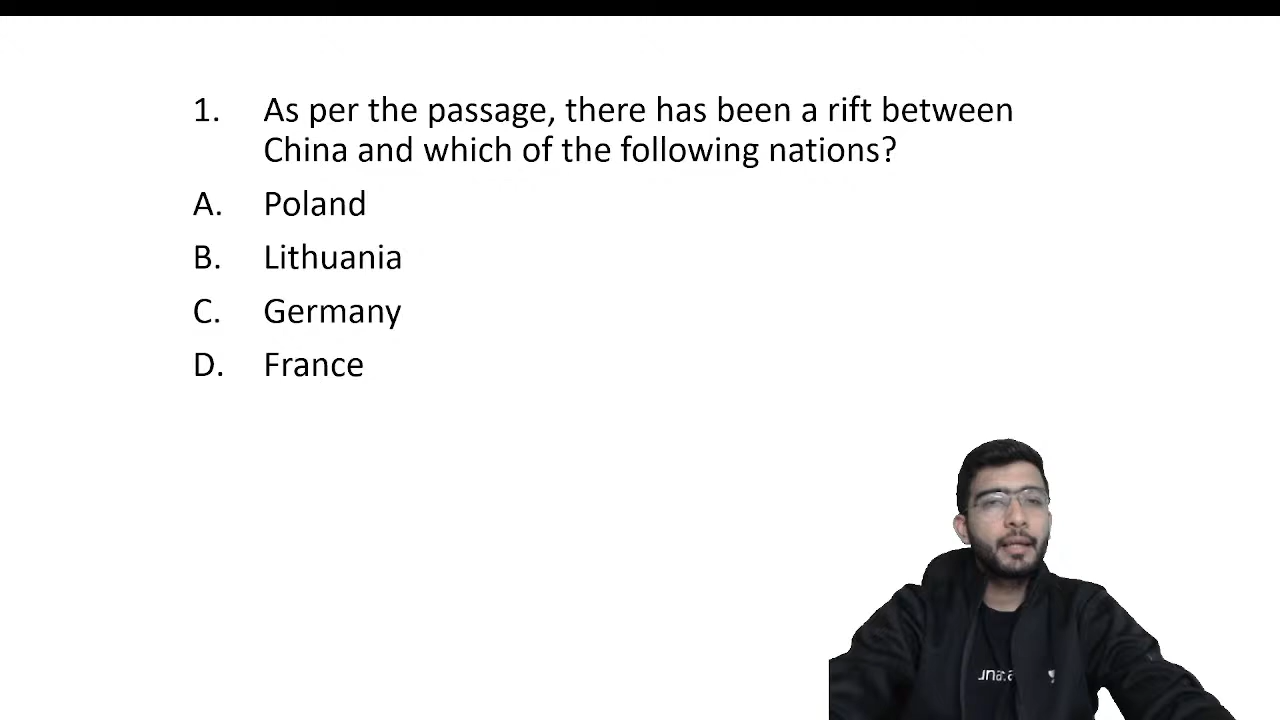 1. As per the passage, there has been a rift between
China and which of the following nations?
A. Poland
B. Lithuania
C. Germany
D. France